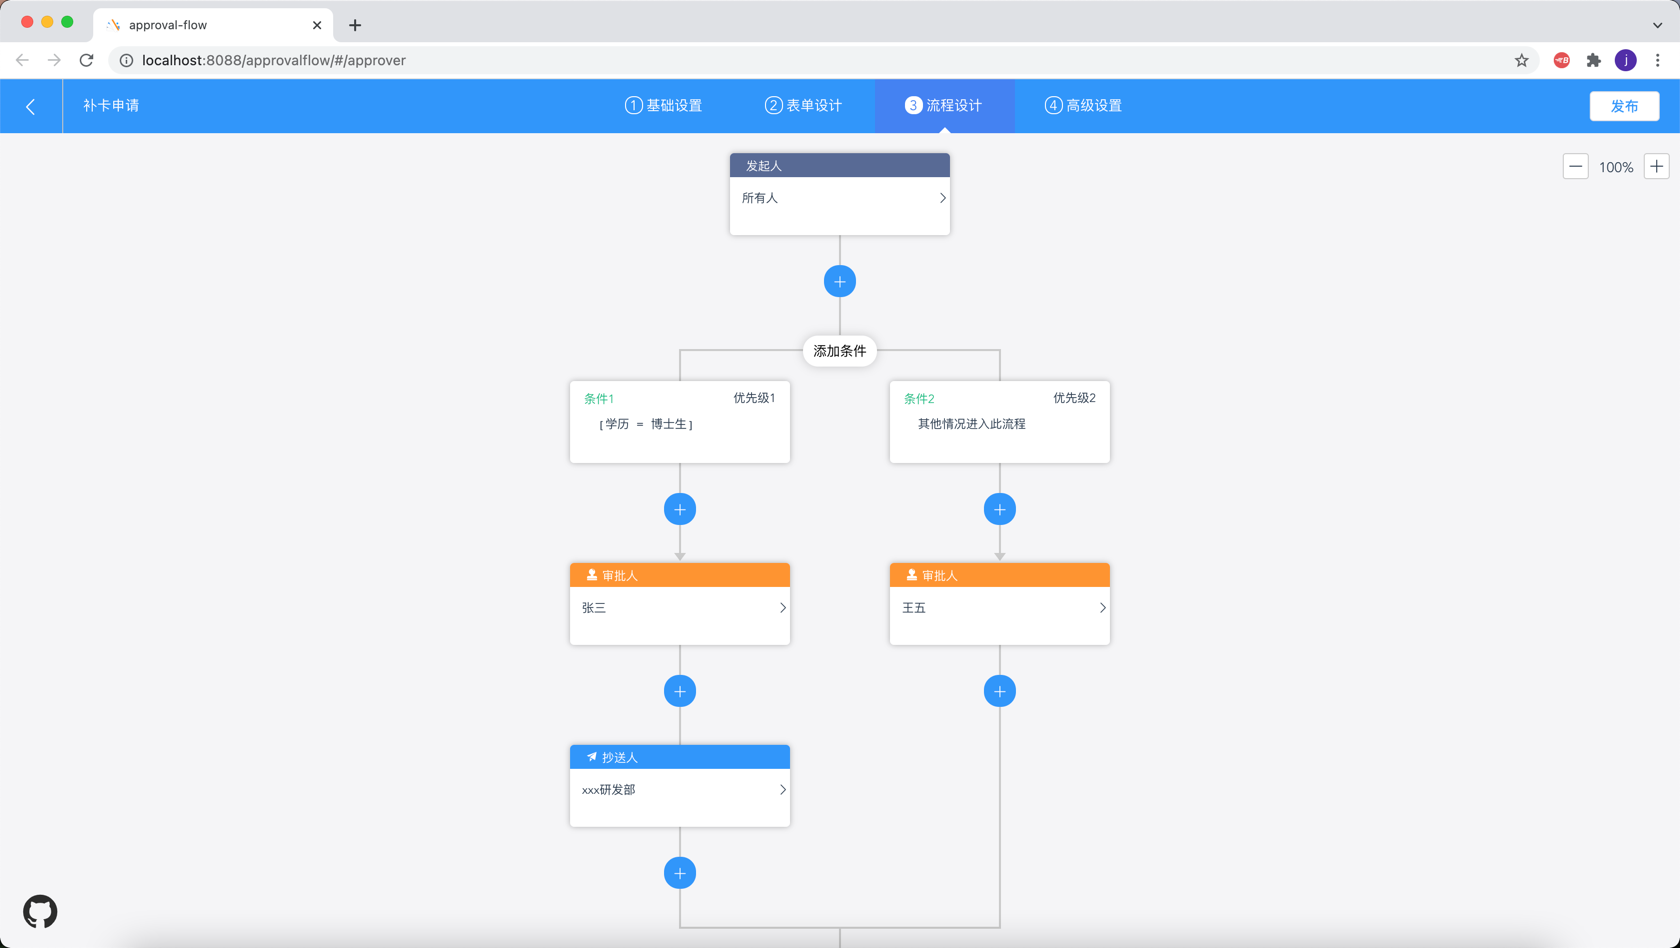 approval-flow
localhost:8088/approvalflow/#/approver
j
补卡申请
1 基础设置
2 表单设计
3 流程设计
4 高级设置
发布
100%
发起人
所有人
添加条件
条件1 优先级1
[学历 = 博士生]
条件2 优先级2
其他情况进入此流程
审批人
张三
审批人
王五
抄送人
xxx研发部